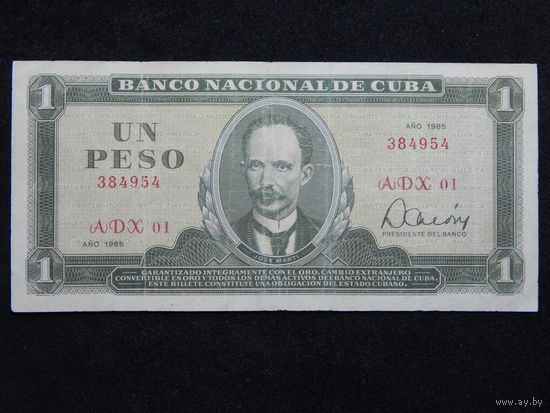 BANCO NACIONAL DE CUBA
1
1
UN
PESO
384954
ADX 01
AÑO 1985
AÑO 1985
384954
ADX 01
PRESIDENTE DEL BANCO
JOSE MARTI
1
1
GARANTIZADO INTEGRAMENTE CON EL ORO, CAMBIO EXTRANJERO
CONVERTIBLE EN ORO Y TODOS LOS DEMAS ACTIVOS DEL BANCO NACIONAL DE CUBA.
ESTE BILLETE CONSTITUYE UNA OBLIGACION DEL ESTADO CUBANO.
www.ay.by